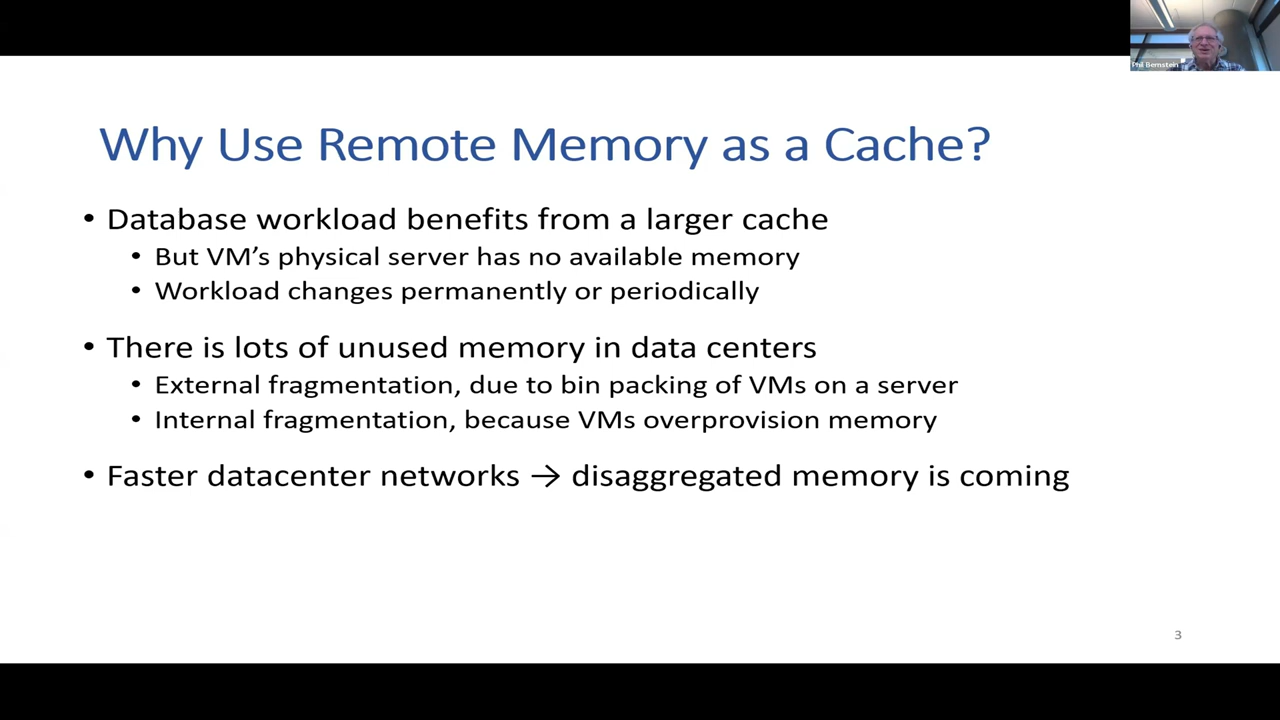 Phil Bernstein
Why Use Remote Memory as a Cache?
• Database workload benefits from a larger cache
• But VM’s physical server has no available memory
• Workload changes permanently or periodically
• There is lots of unused memory in data centers
• External fragmentation, due to bin packing of VMs on a server
• Internal fragmentation, because VMs overprovision memory
• Faster datacenter networks → disaggregated memory is coming
3